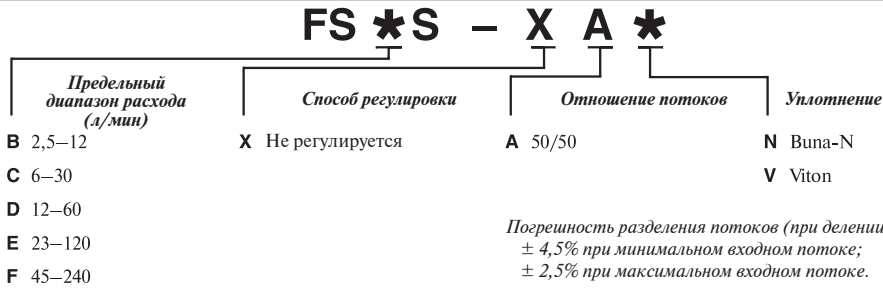 FS * S – X A *
Предельный
диапазон расхода
(л/мин)
B 2,5–12
C 6–30
D 12–60
E 23–120
F 45–240
Способ регулировки
X Не регулируется
Отношение потоков
A 50/50
Уплотнение
N Buna-N
V Viton
Погрешность разделения потоков (при делении
± 4,5% при минимальном входном потоке;
± 2,5% при максимальном входном потоке.